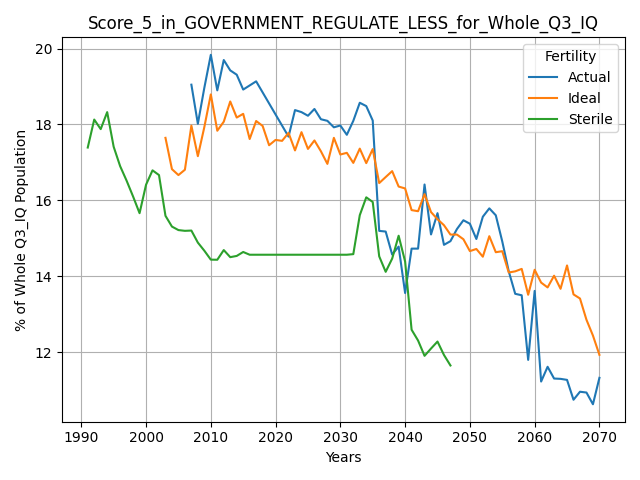 Score_5_in_GOVERNMENT_REGULATE_LESS_for_Whole_Q3_IQ
Fertility
Actual
Ideal
Sterile
% of Whole Q3_IQ Population
20
18
16
14
12
1990 2000 2010 2020 2030 2040 2050 2060 2070
Years